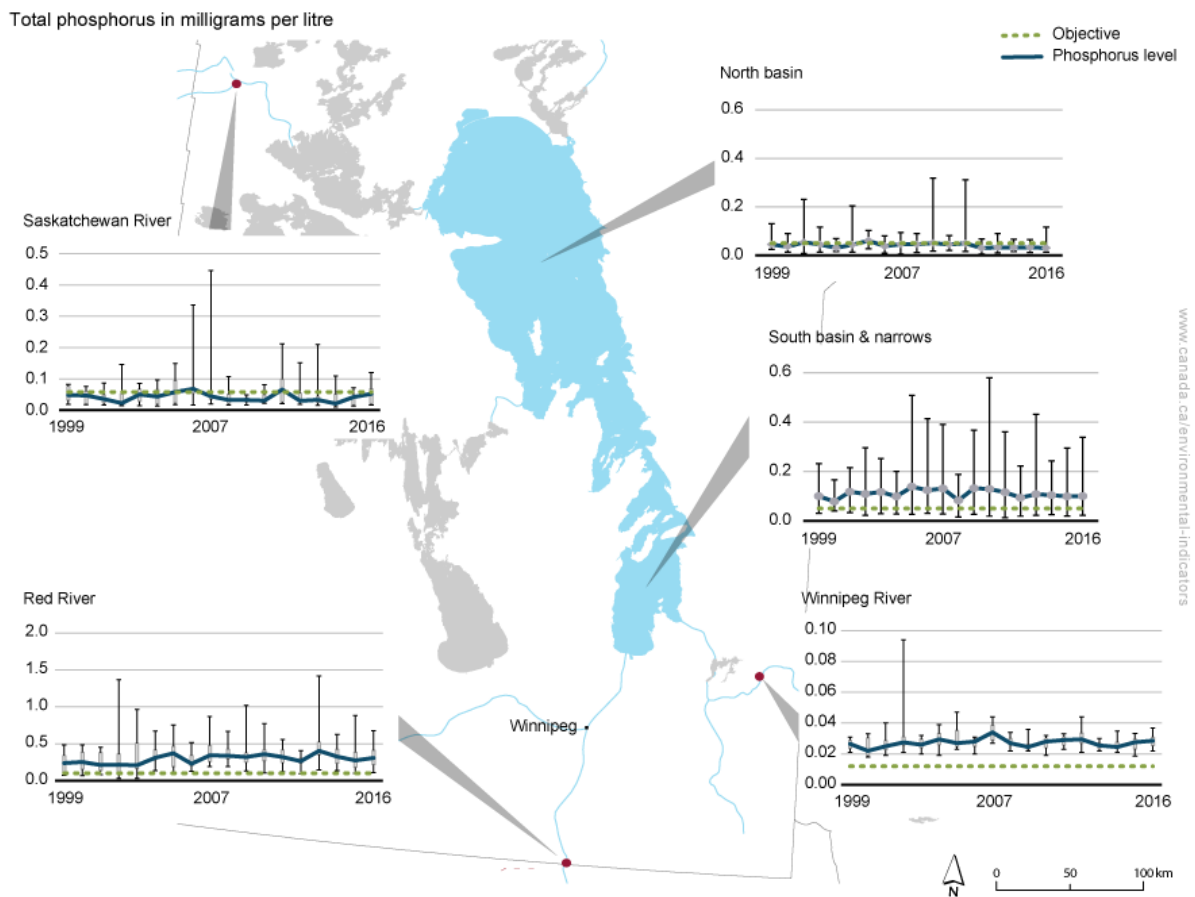 Total phosphorus in milligrams per litre
Objective
Phosphorus level
North basin
0.6
0.4
0.2
0.0
1999 2007 2016
Saskatchewan River
0.5
0.4
0.3
0.2
0.1
0.0
1999 2007 2016
South basin & narrows
0.6
0.4
0.2
0.0
1999 2007 2016
Red River
2.0
1.5
1.0
0.5
0.0
1999 2007 2016
Winnipeg
Winnipeg River
0.10
0.08
0.06
0.04
0.02
0.00
1999 2007 2016
N
0 50 100 km
www.canada.ca/environmental-indicators